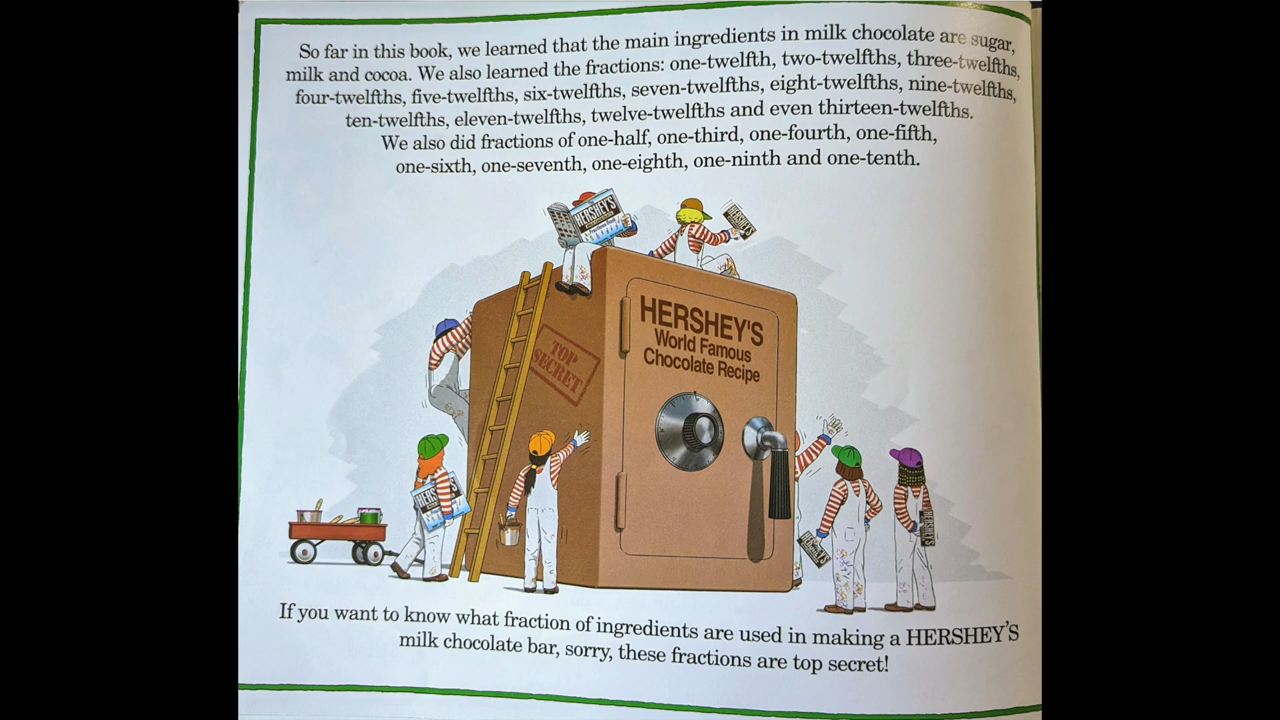 So far in this book, we learned that the main ingredients in milk chocolate are sugar,
milk and cocoa. We also learned the fractions: one-twelfth, two-twelfths, three-twelfths,
four-twelfths, five-twelfths, six-twelfths, seven-twelfths, eight-twelfths, nine-twelfths,
ten-twelfths, eleven-twelfths, twelve-twelfths and even thirteen-twelfths.
We also did fractions of one-half, one-third, one-fourth, one-fifth,
one-sixth, one-seventh, one-eighth, one-ninth and one-tenth.
HERSHEY'S
HERSHEY'S
HERSHEY'S
World Famous
Chocolate Recipe
TOP
SECRET
HERSHEY'S
HERSHEY'S
If you want to know what fraction of ingredients are used in making a HERSHEY'S
milk chocolate bar, sorry, these fractions are top secret!